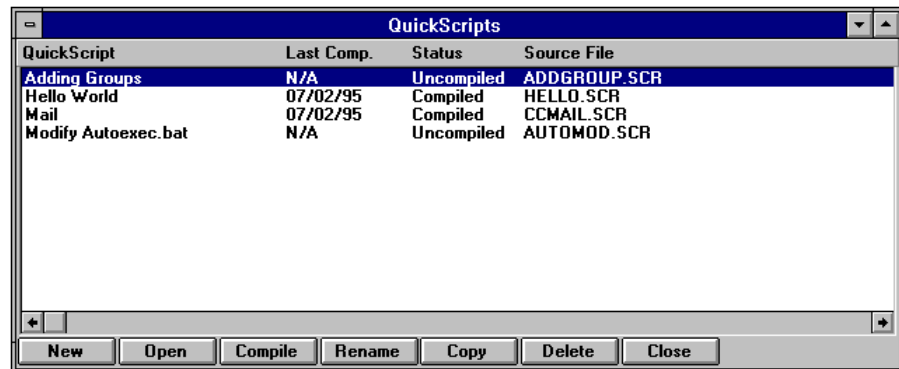 QuickScripts
QuickScript Last Comp. Status Source File
Adding Groups N/A Uncompiled ADDGROUP.SCR
Hello World 07/02/95 Compiled HELLO.SCR
Mail 07/02/95 Compiled CCMAIL.SCR
Modify Autoexec.bat N/A Uncompiled AUTOMOD.SCR
New Open Compile Rename Copy Delete Close